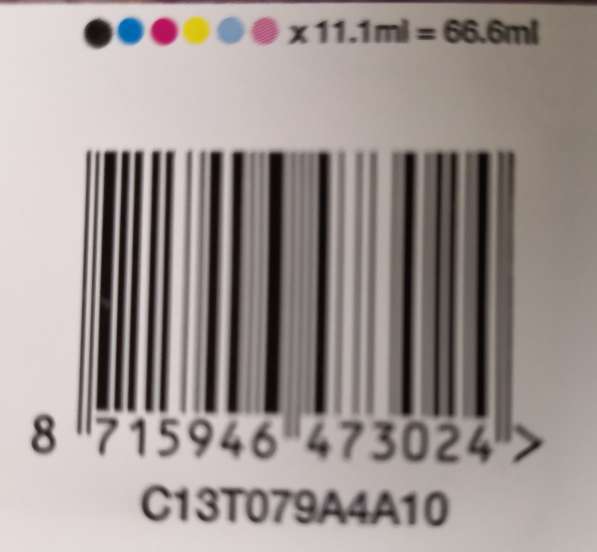 x 11.1ml = 66.6ml
8 715946 473024 >
C13T079A4A10